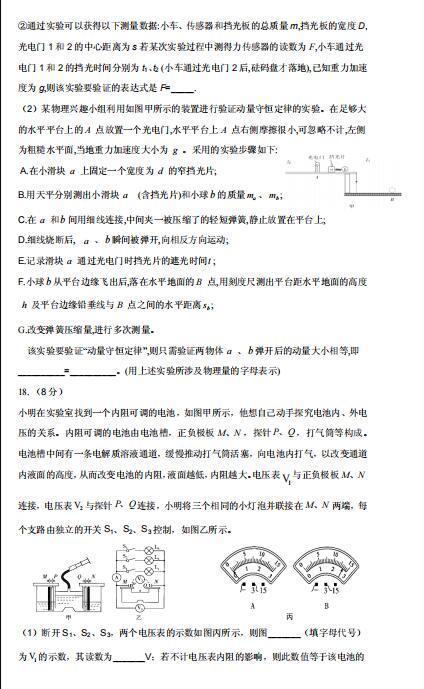 ②通过实验可以获得以下测量数据:小车、传感器和挡光板的总质量m,挡光板的宽度D,
光电门1和2的中心距离为s若某次实验过程中测得力传感器的读数为F,小车通过光
电门1和2的挡光时间分别为t₁、t₂(小车通过光电门2后,砝码盘才落地),已知重力加速
度为g,则该实验要验证的表达式是F=____.
(2)某物理兴趣小组利用如图甲所示的装置进行验证动量守恒定律的实验。在足够大
的水平平台上的A点放置一个光电门,水平平台上A点右侧摩擦很小,可忽略不计,左侧
为粗糙水平面,当地重力加速度大小为g。采用的实验步骤如下:
A.在小滑块a上固定一个宽度为d的窄挡光片;
B.用天平分别测出小滑块a(含挡光片)和小球b的质量mₐ、m_b;
C.在a和b间用细线连接,中间夹一被压缩了的轻短弹簧,静止放置在平台上;
D.细线烧断后,a、b瞬间被弹开,向相反方向运动;
E.记录滑块a通过光电门时挡光片的遮光时间t;
F.小球b从平台边缘飞出后,落在水平地面的B点,用刻度尺测出平台距水平地面的高度
h及平台边缘铅垂线与B点之间的水平距离s_b;
G.改变弹簧压缩量,进行多次测量。
该实验要验证“动量守恒定律”,则只需验证两物体a、b弹开后的动量大小相等,即
________=________。(用上述实验所涉及物理量的字母表示)
18.(8分)
小明在实验室找到一个内阻可调的电池,如图甲所示,他想自己动手探究电池内、外电
压的关系。内阻可调的电池由电池槽,正负极板M、N,探针P、Q,打气筒等构成。
电池槽中间有一条电解质溶液通道,缓慢推动打气筒活塞,向电池内打气,以改变通道
内液面的高度,从而改变电池的内阻,液面越低,内阻越大。电压表V₁与正负极板M、N
连接,电压表V₂与探针P、Q连接,小明将三个相同的小灯泡并联接在M、N两端,每
个支路由独立的开关S₁、S₂、S₃控制,如图乙所示。
甲 乙 A B 丙
(1)断开S₁、S₂、S₃,两个电压表的示数如图丙所示,则图______(填字母代号)
为V₁的示数,其读数为______V;若不计电压表内阻的影响,则此数值等于该电池的